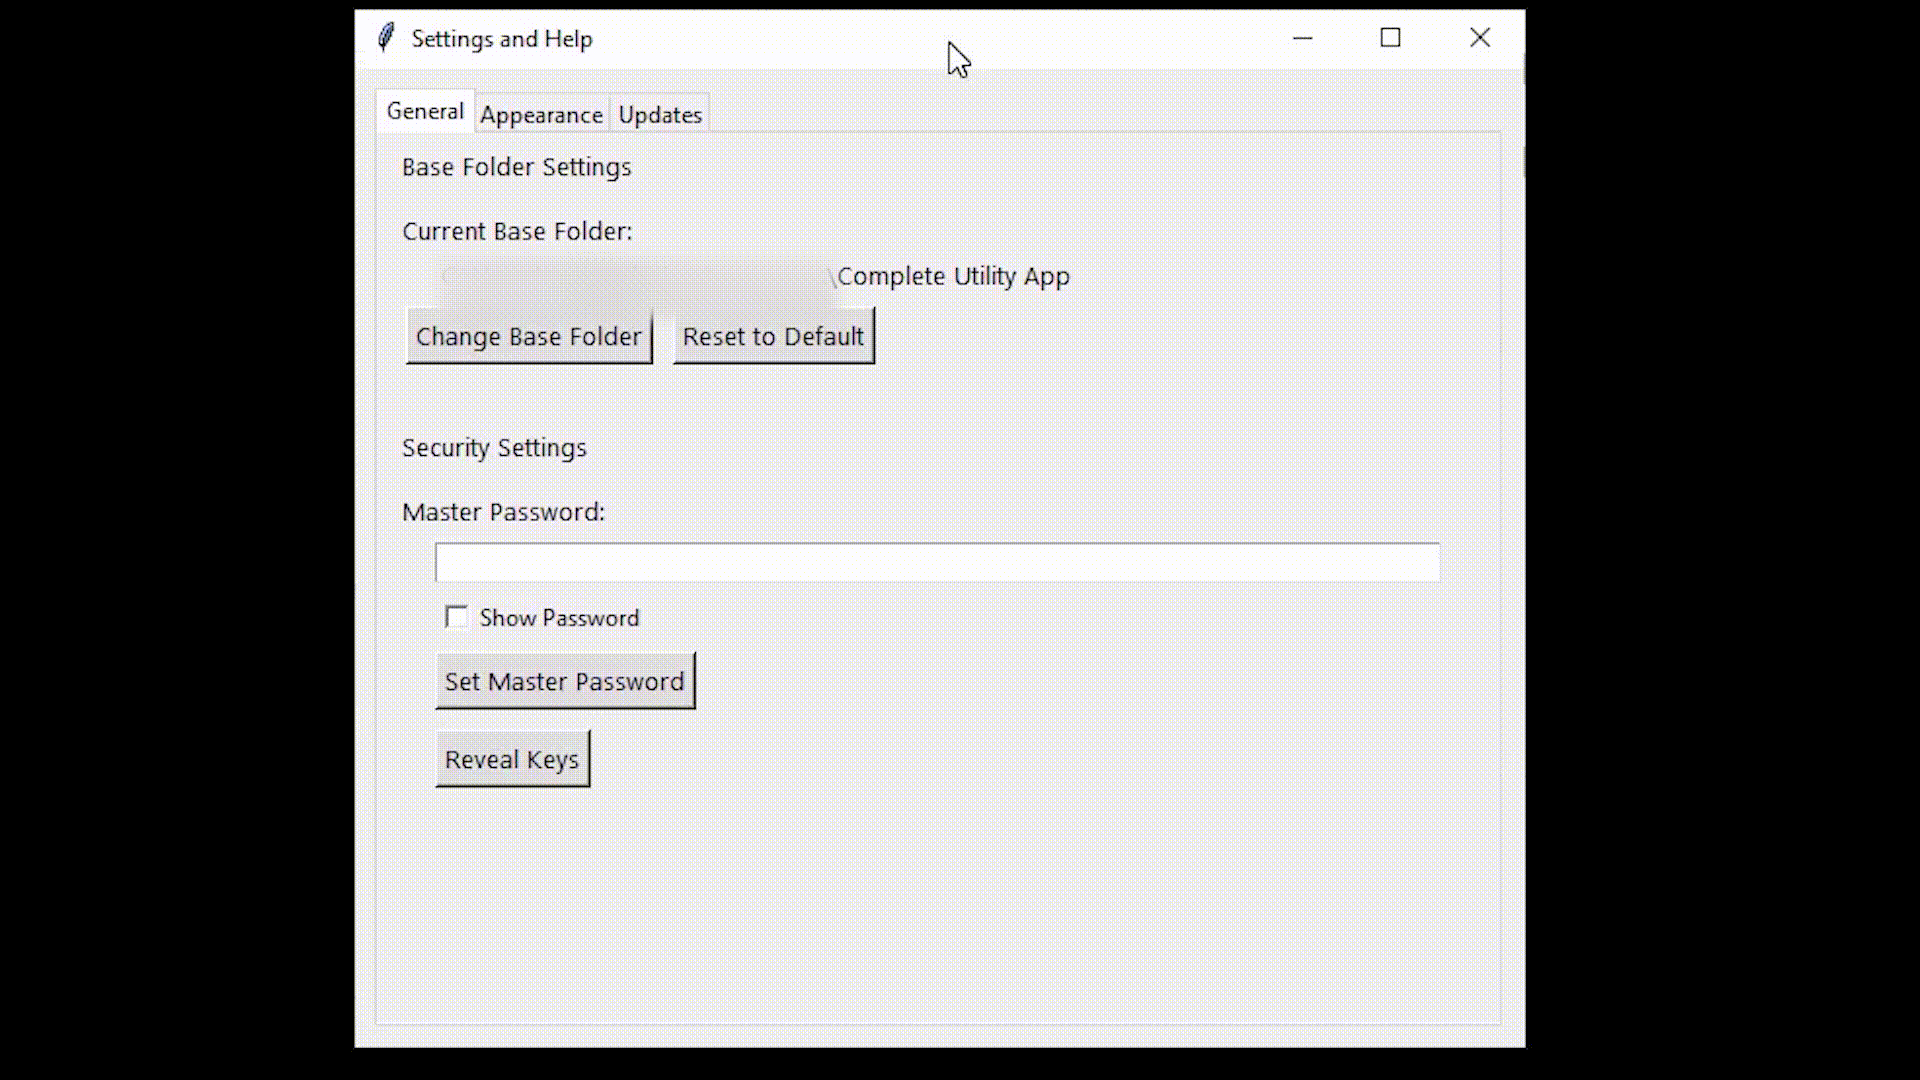 Settings and Help
General Appearance Updates
Base Folder Settings
Current Base Folder:
\Complete Utility App
Change Base Folder Reset to Default
Security Settings
Master Password:
Show Password
Set Master Password
Reveal Keys